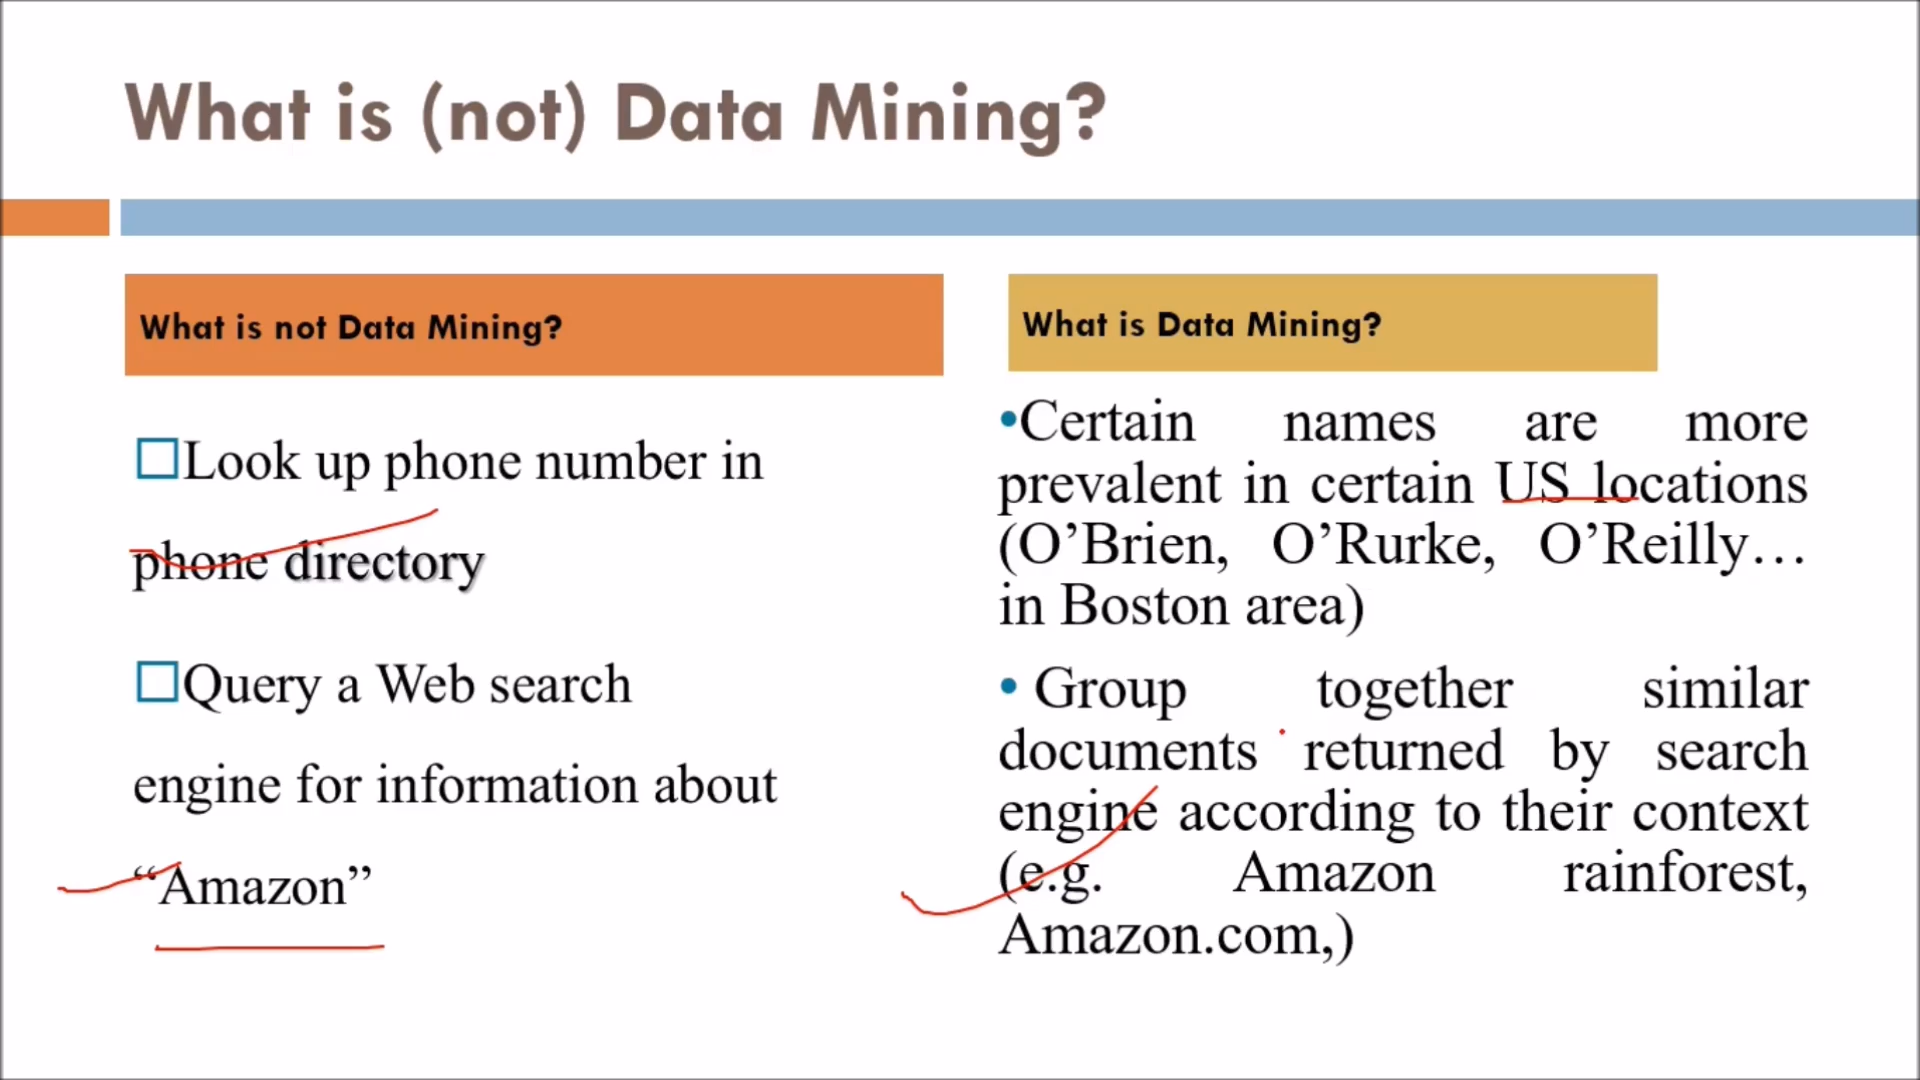 What is (not) Data Mining?
What is not Data Mining?
☐Look up phone number in
phone directory
☐Query a Web search
engine for information about
“Amazon”
What is Data Mining?
•Certain names are more
prevalent in certain US locations
(O’Brien, O’Rurke, O’Reilly…
in Boston area)
• Group together similar
documents returned by search
engine according to their context
(e.g. Amazon rainforest,
Amazon.com,)